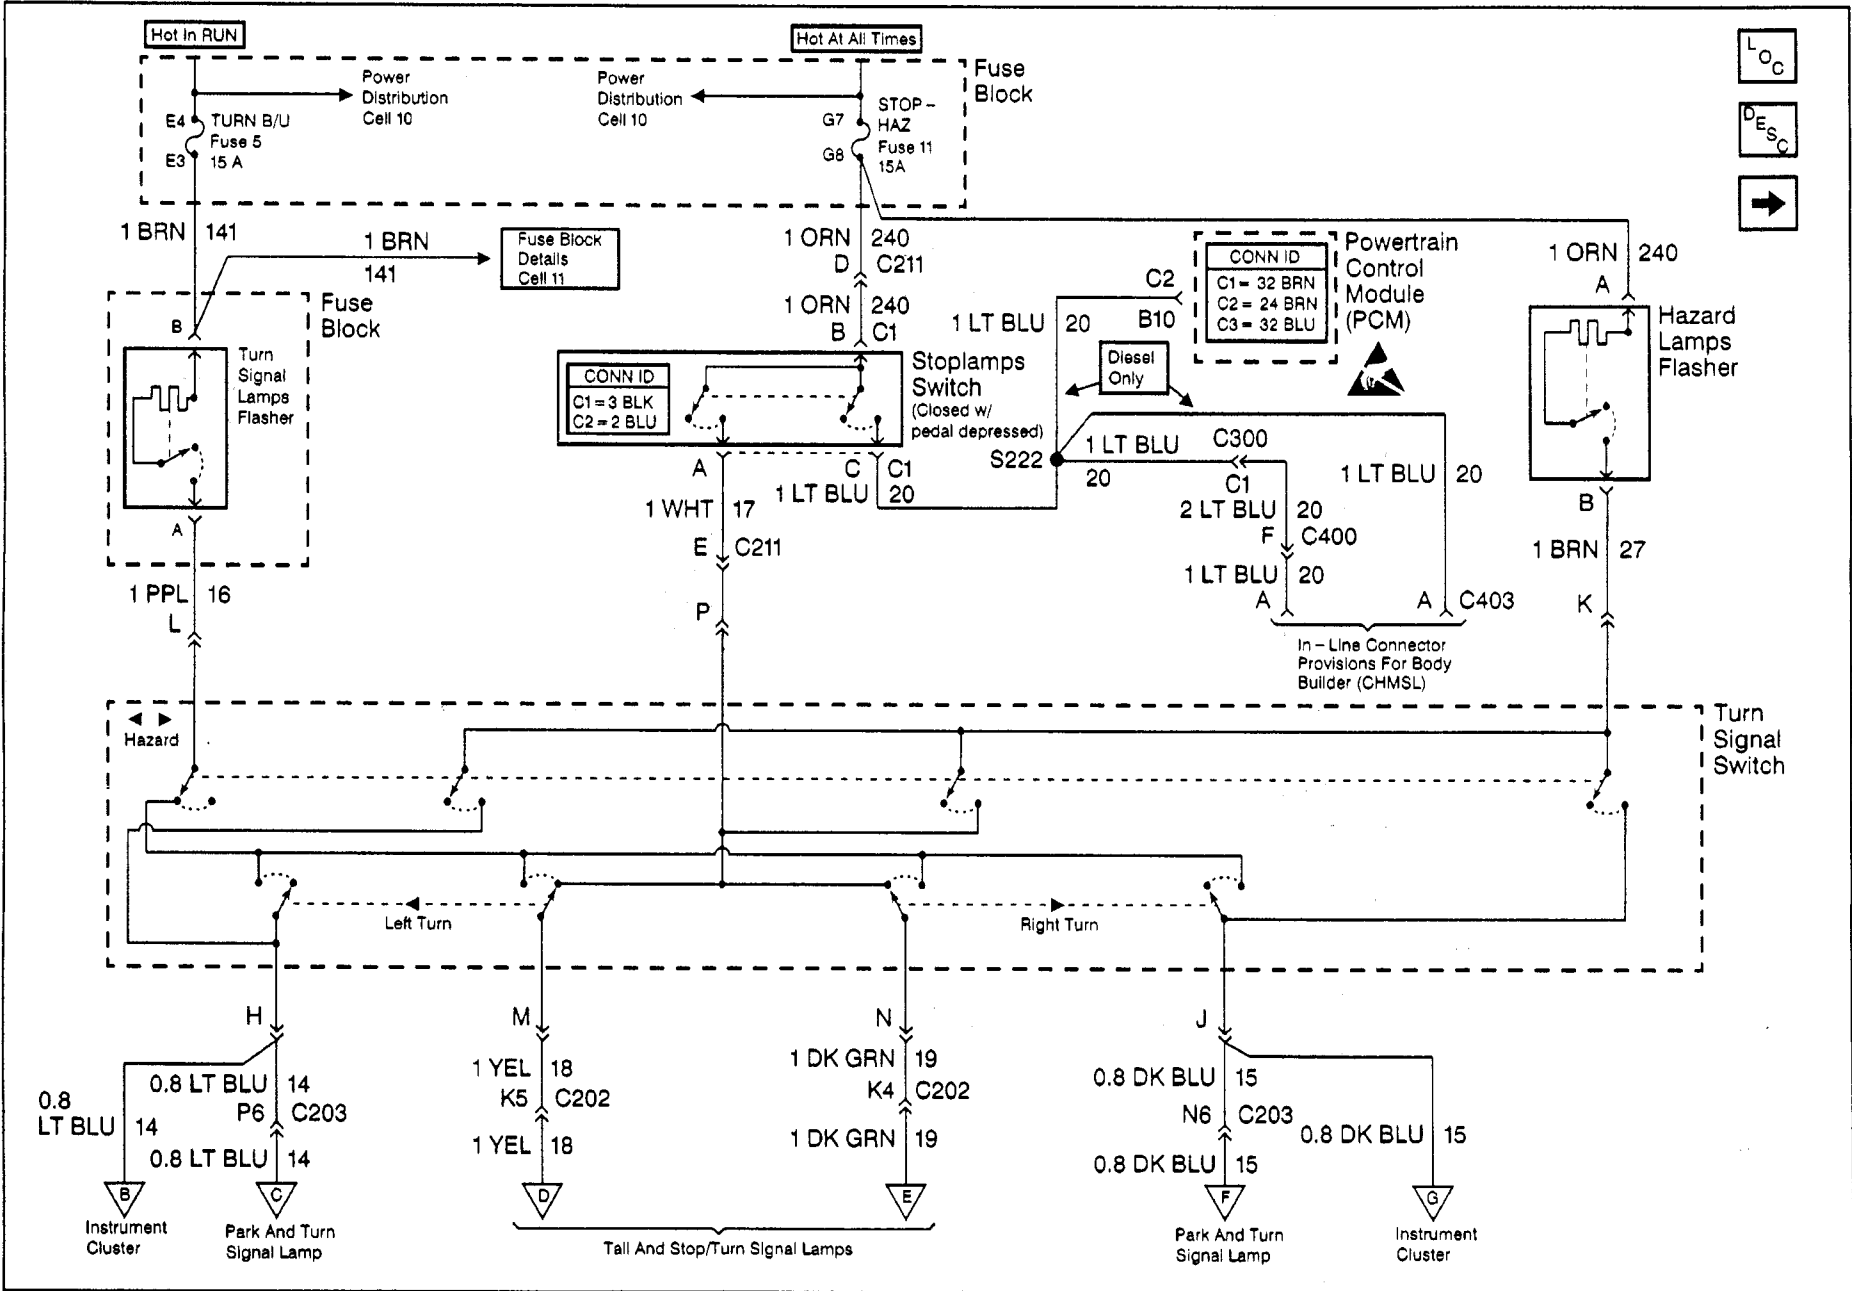 Hot In RUN
Hot At All Times
L O C
D E S C
Power
Distribution
Cell 10
Power
Distribution
Cell 10
Fuse
Block
E4
TURN B/U
Fuse 5
15 A
E3
G7
G8
STOP –
HAZ
Fuse 11
15A
1 BRN 141
1 BRN
141
Fuse Block
Details
Cell 11
1 ORN 240
D C211
1 ORN 240
B C1
C2
B10
1 LT BLU 20
CONN ID
C1 = 32 BRN
C2 = 24 BRN
C3 = 32 BLU
Powertrain
Control
Module
(PCM)
1 ORN 240
A
Fuse
Block
B
Turn
Signal
Lamps
Flasher
A
CONN ID
C1 = 3 BLK
C2 = 2 BLU
Stoplamps
Switch
(Closed w/
pedal depressed)
Diesel
Only
Hazard
Lamps
Flasher
S222
1 LT BLU
20
C300
C1
1 LT BLU 20
A
C C1
1 LT BLU 20
1 WHT 17
E C211
P
2 LT BLU 20
F C400
1 LT BLU 20
A
A C403
In – Line Connector
Provisions For Body
Builder (CHMSL)
B
1 BRN 27
K
1 PPL 16
L
Hazard
Turn
Signal
Switch
Left Turn
Right Turn
H
M
N
J
0.8
LT BLU 14
0.8 LT BLU 14
P6 C203
0.8 LT BLU 14
1 YEL 18
K5 C202
1 YEL 18
1 DK GRN 19
K4 C202
1 DK GRN 19
0.8 DK BLU 15
N6 C203
0.8 DK BLU 15
0.8 DK BLU 15
B
C
D
E
F
G
Instrument
Cluster
Park And Turn
Signal Lamp
Tail And Stop/Turn Signal Lamps
Park And Turn
Signal Lamp
Instrument
Cluster